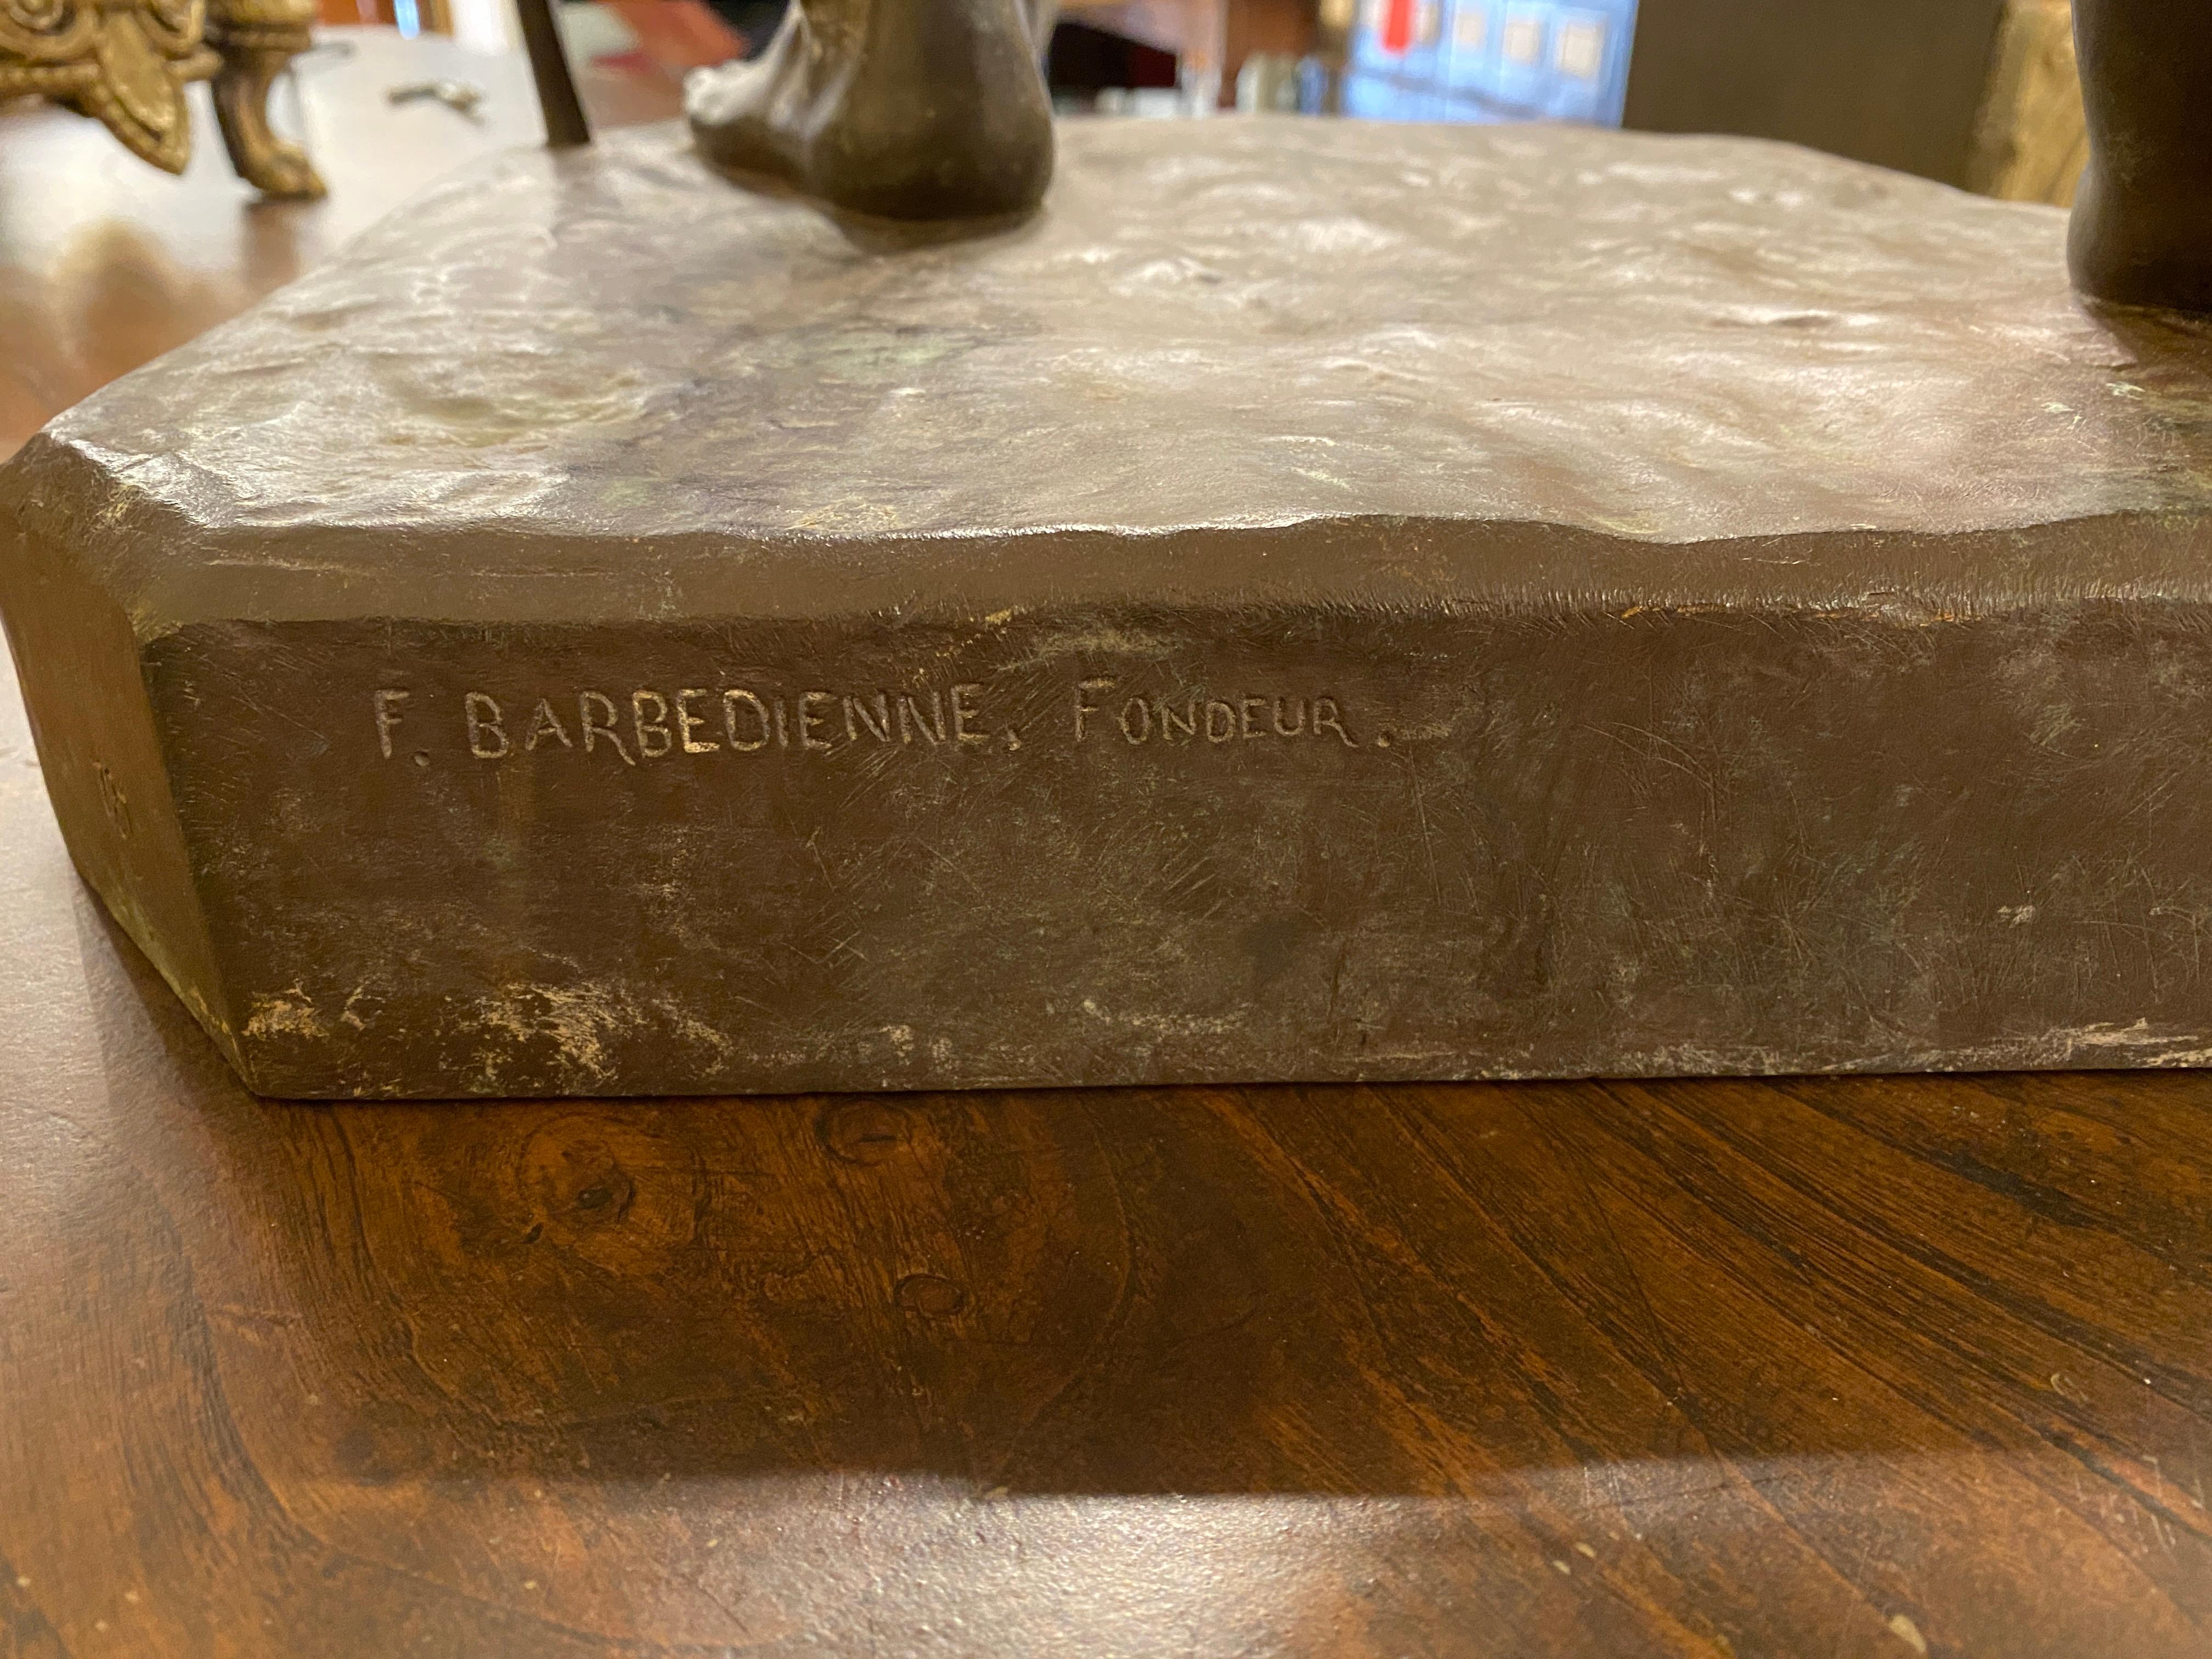 F. BARBEDIENNE. FONDEUR.